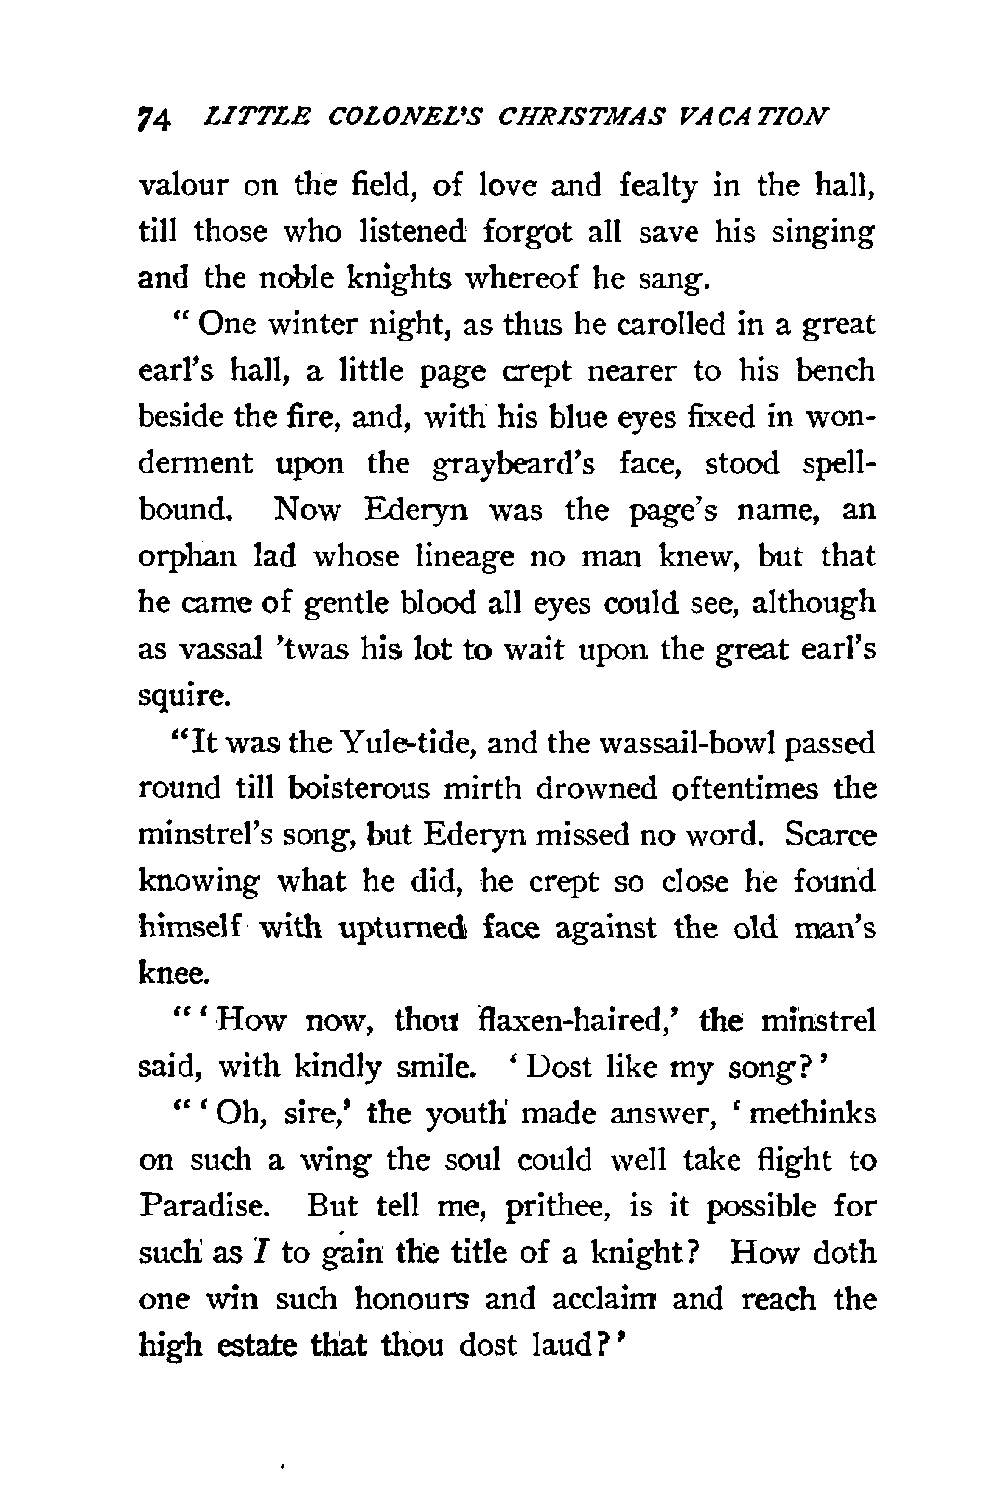 74 LITTLE COLONEL'S CHRISTMAS VACATION
valour on the field, of love and fealty in the hall,
till those who listened forgot all save his singing
and the noble knights whereof he sang.
" One winter night, as thus he carolled in a great
earl's hall, a little page crept nearer to his bench
beside the fire, and, with his blue eyes fixed in won-
derment upon the graybeard's face, stood spell-
bound. Now Ederyn was the page's name, an
orphan lad whose lineage no man knew, but that
he came of gentle blood all eyes could see, although
as vassal 'twas his lot to wait upon the great earl's
squire.
"It was the Yule-tide, and the wassail-bowl passed
round till boisterous mirth drowned oftentimes the
minstrel's song, but Ederyn missed no word. Scarce
knowing what he did, he crept so close he found
himself with upturned face against the old man's
knee.
" ' How now, thou flaxen-haired,' the minstrel
said, with kindly smile. ' Dost like my song? '
" ' Oh, sire,' the youth made answer, ' methinks
on such a wing the soul could well take flight to
Paradise. But tell me, prithee, is it possible for
such as I to gain the title of a knight? How doth
one win such honours and acclaim and reach the
high estate that thou dost laud? '